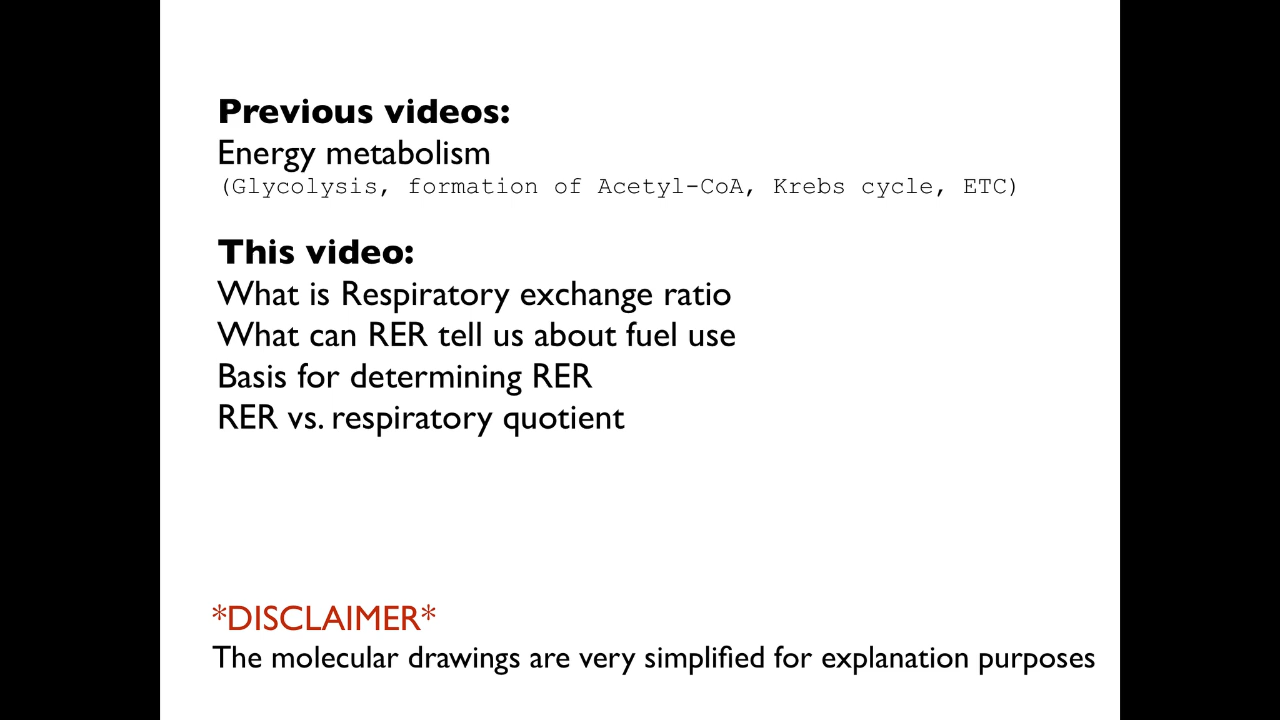 Previous videos:
Energy metabolism
(Glycolysis, formation of Acetyl-CoA, Krebs cycle, ETC)
This video:
What is Respiratory exchange ratio
What can RER tell us about fuel use
Basis for determining RER
RER vs. respiratory quotient
*DISCLAIMER*
The molecular drawings are very simplified for explanation purposes